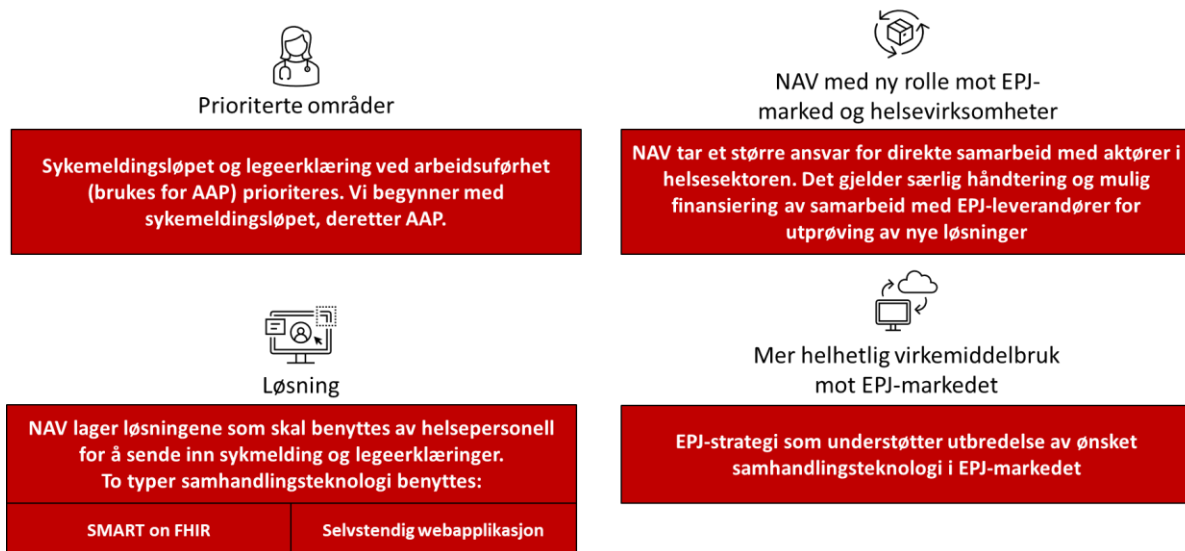 Prioriterte områder
Sykemeldingsløpet og legeerklæring ved arbeidsuførhet
(brukes for AAP) prioriteres. Vi begynner med
sykemeldingsløpet, deretter AAP.
NAV med ny rolle mot EPJ-
marked og helsevirksomheter
NAV tar et større ansvar for direkte samarbeid med aktører i
helsesektoren. Det gjelder særlig håndtering og mulig
finansiering av samarbeid med EPJ-leverandører for
utprøving av nye løsninger
Løsning
NAV lager løsningene som skal benyttes av helsepersonell
for å sende inn sykmelding og legeerklæringer.
To typer samhandlingsteknologi benyttes:
SMART on FHIR
Selvstendig webapplikasjon
Mer helhetlig virkemiddelbruk
mot EPJ-markedet
EPJ-strategi som understøtter utbredelse av ønsket
samhandlingsteknologi i EPJ-markedet